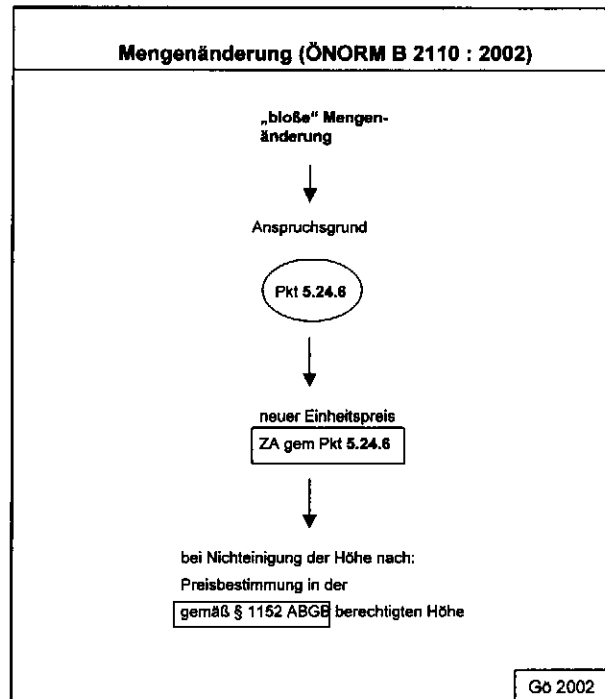 Mengenänderung (ÖNORM B 2110 : 2002)
„bloße“ Mengen-
änderung
Anspruchsgrund
Pkt 5.24.6
neuer Einheitspreis
ZA gem Pkt 5.24.6
bei Nichteinigung der Höhe nach:
Preisbestimmung in der
gemäß § 1152 ABGB berechtigten Höhe
Gö 2002